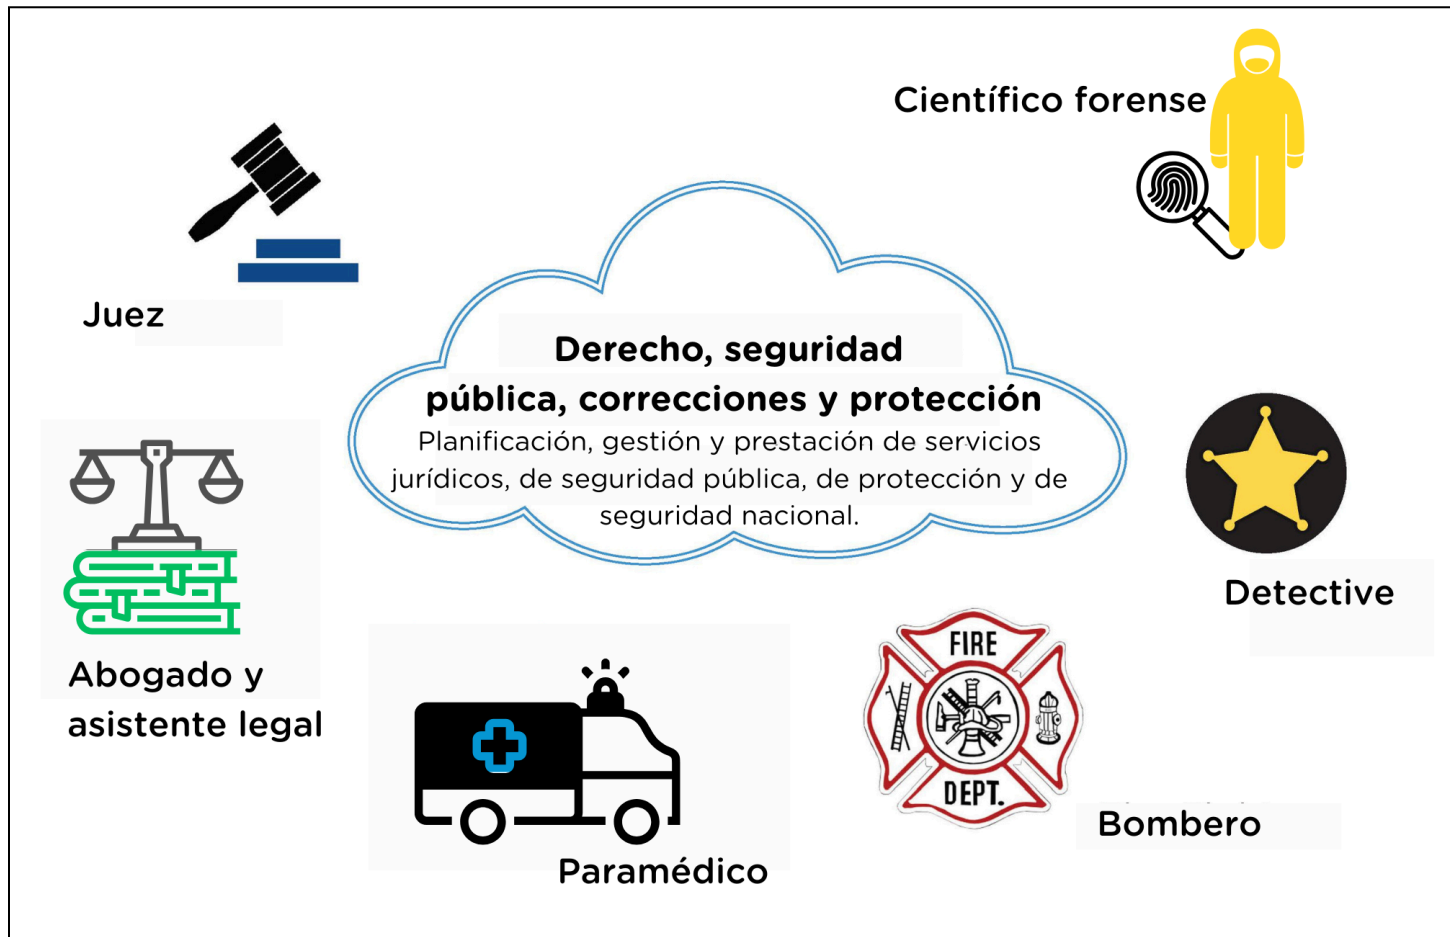 Científico forense
Juez
Derecho, seguridad
pública, correcciones y protección
Planificación, gestión y prestación de servicios
jurídicos, de seguridad pública, de protección y de
seguridad nacional.
Detective
Abogado y
asistente legal
FIRE
DEPT.
Bombero
Paramédico